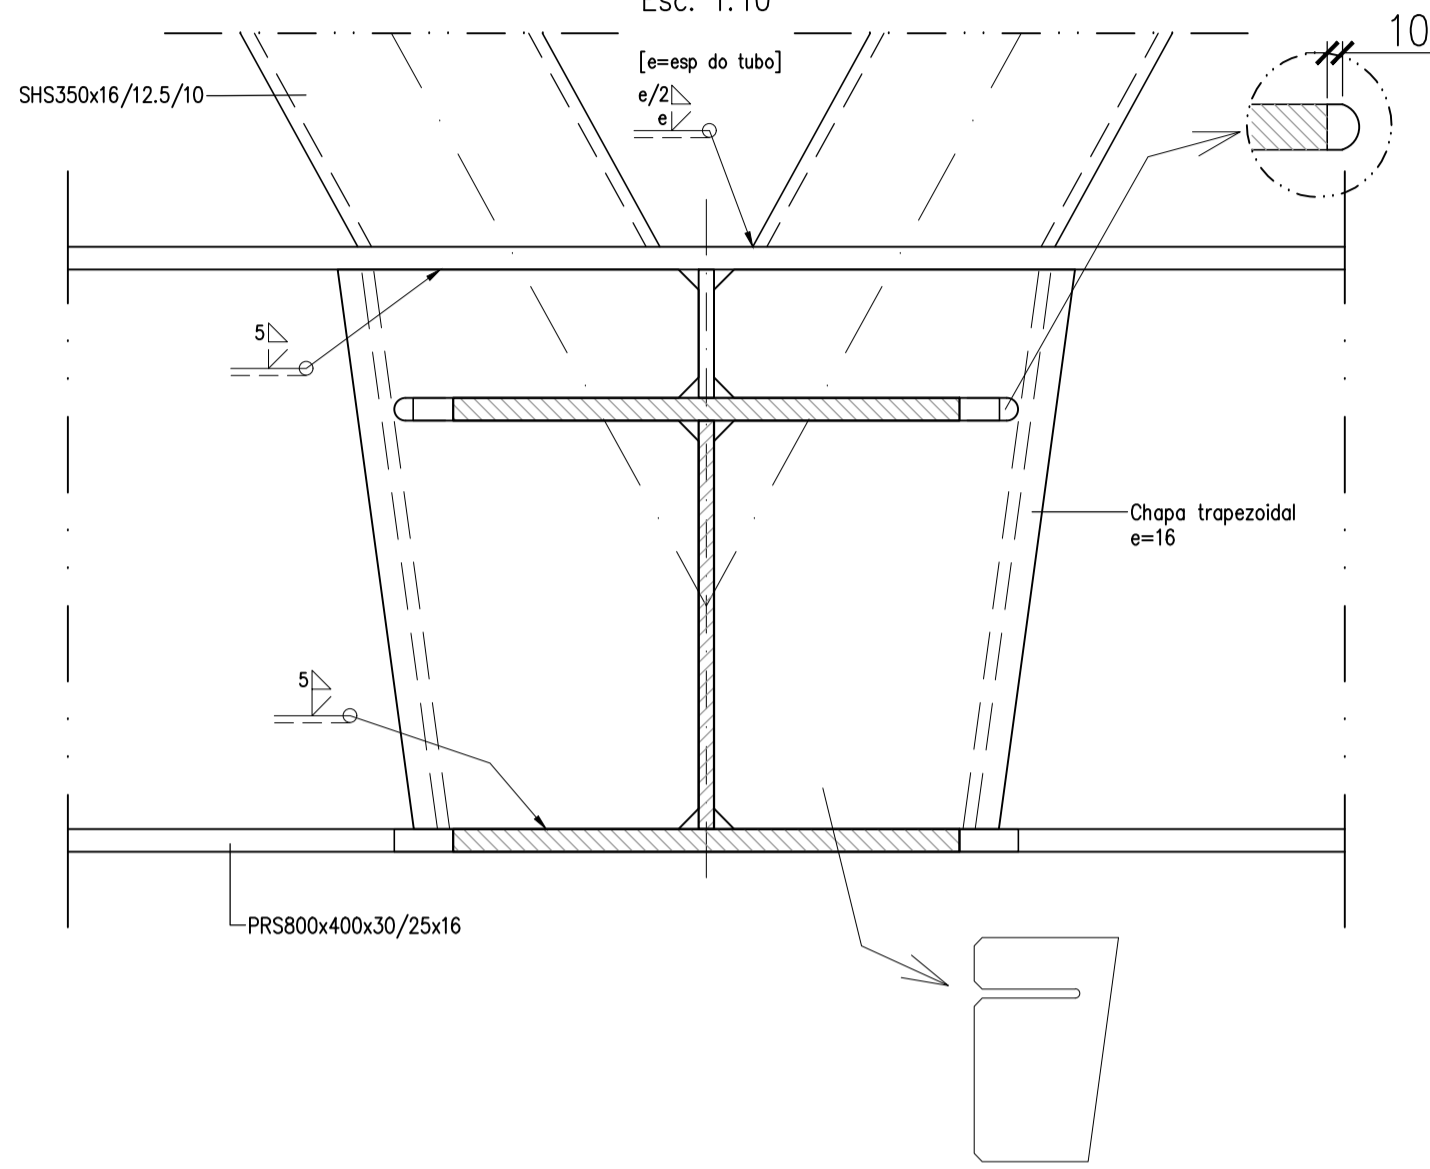 Esc. 1:10
10
[e=esp do tubo]
SHS350x16/12.5/10
e/2
e
5
Chapa trapezoidal
e=16
5
PRS800x400x30/25x16